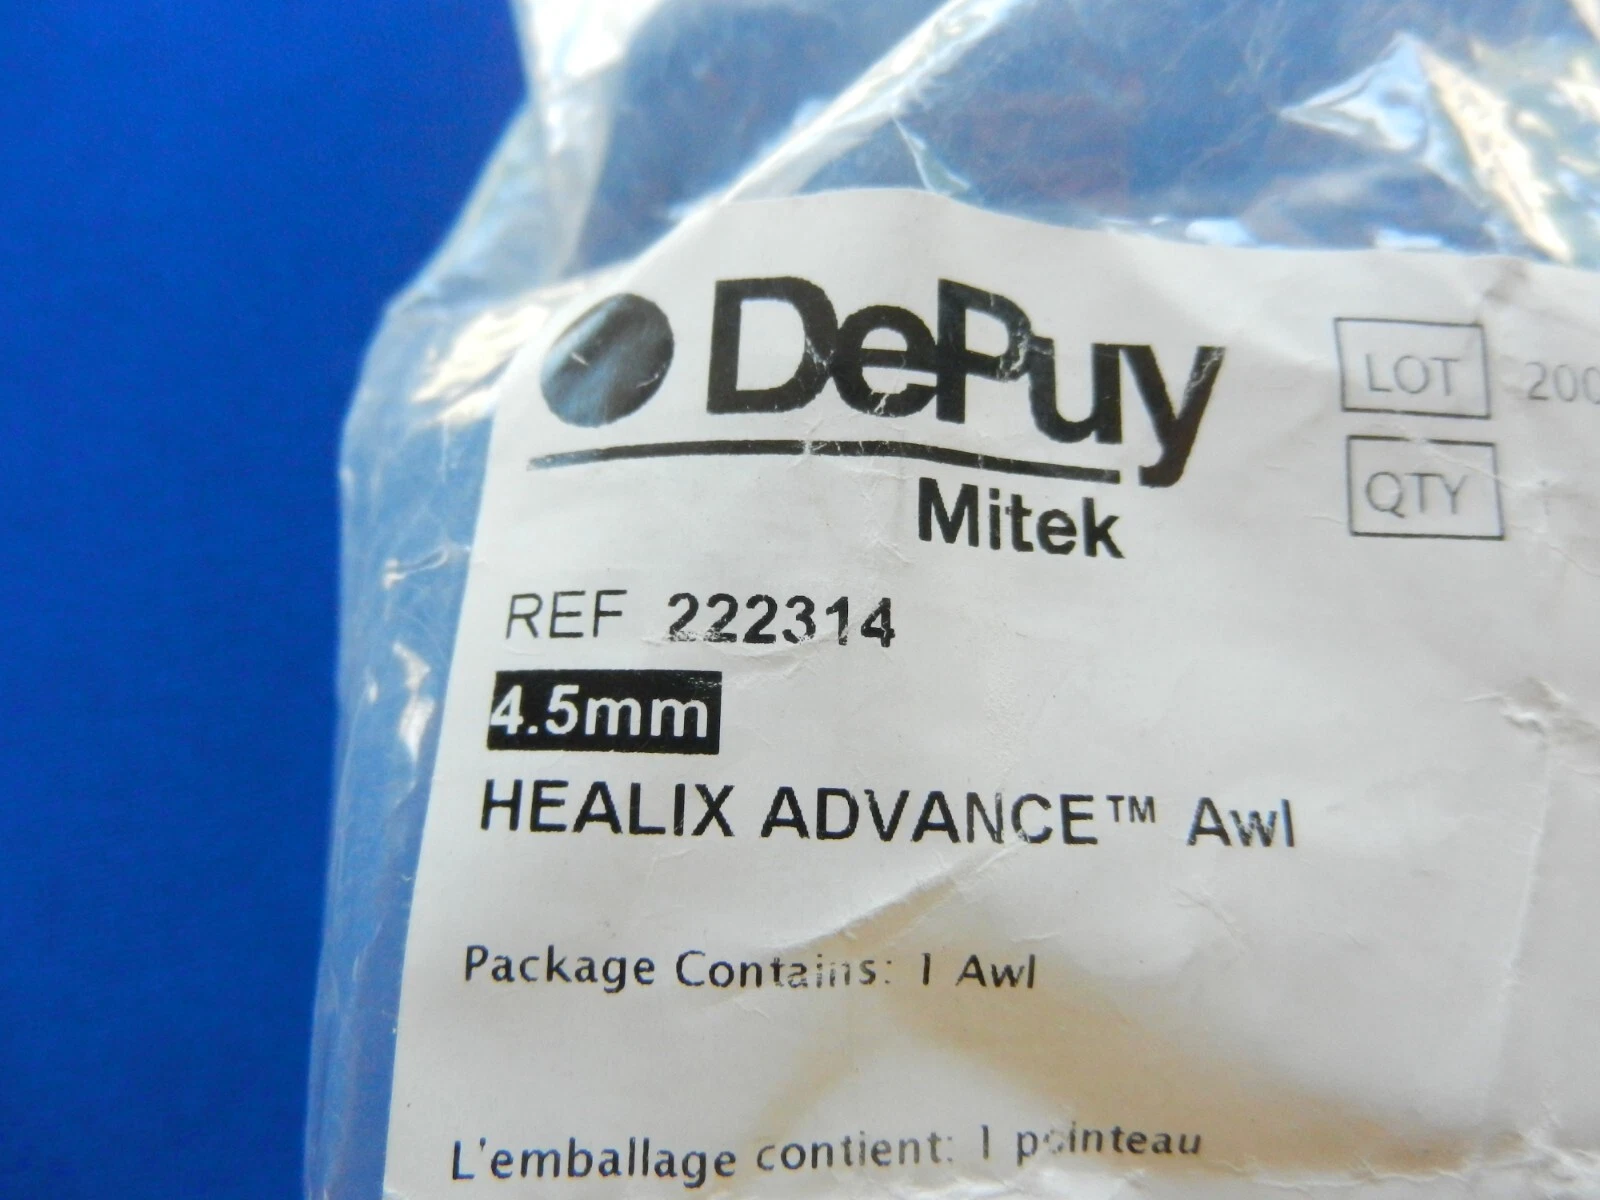 DePuy
Mitek
LOT 200
QTY
REF 222314
4.5mm
HEALIX ADVANCE™ Awl
Package Contains: 1 Awl
L'emballage contient: 1 pointeau